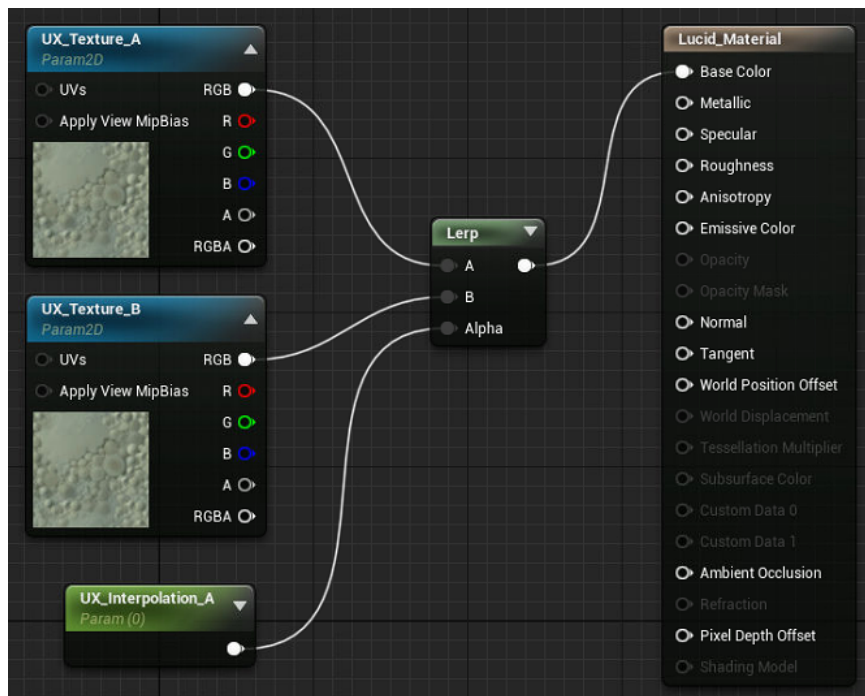 UX_Texture_A
Param2D
UVs RGB
Apply View MipBias R
G
B
A
RGBA
UX_Texture_B
Param2D
UVs RGB
Apply View MipBias R
G
B
A
RGBA
UX_Interpolation_A
Param (0)
Lerp
A
B
Alpha
Lucid_Material
Base Color
Metallic
Specular
Roughness
Anisotropy
Emissive Color
Opacity
Opacity Mask
Normal
Tangent
World Position Offset
World Displacement
Tessellation Multiplier
Subsurface Color
Custom Data 0
Custom Data 1
Ambient Occlusion
Refraction
Pixel Depth Offset
Shading Model